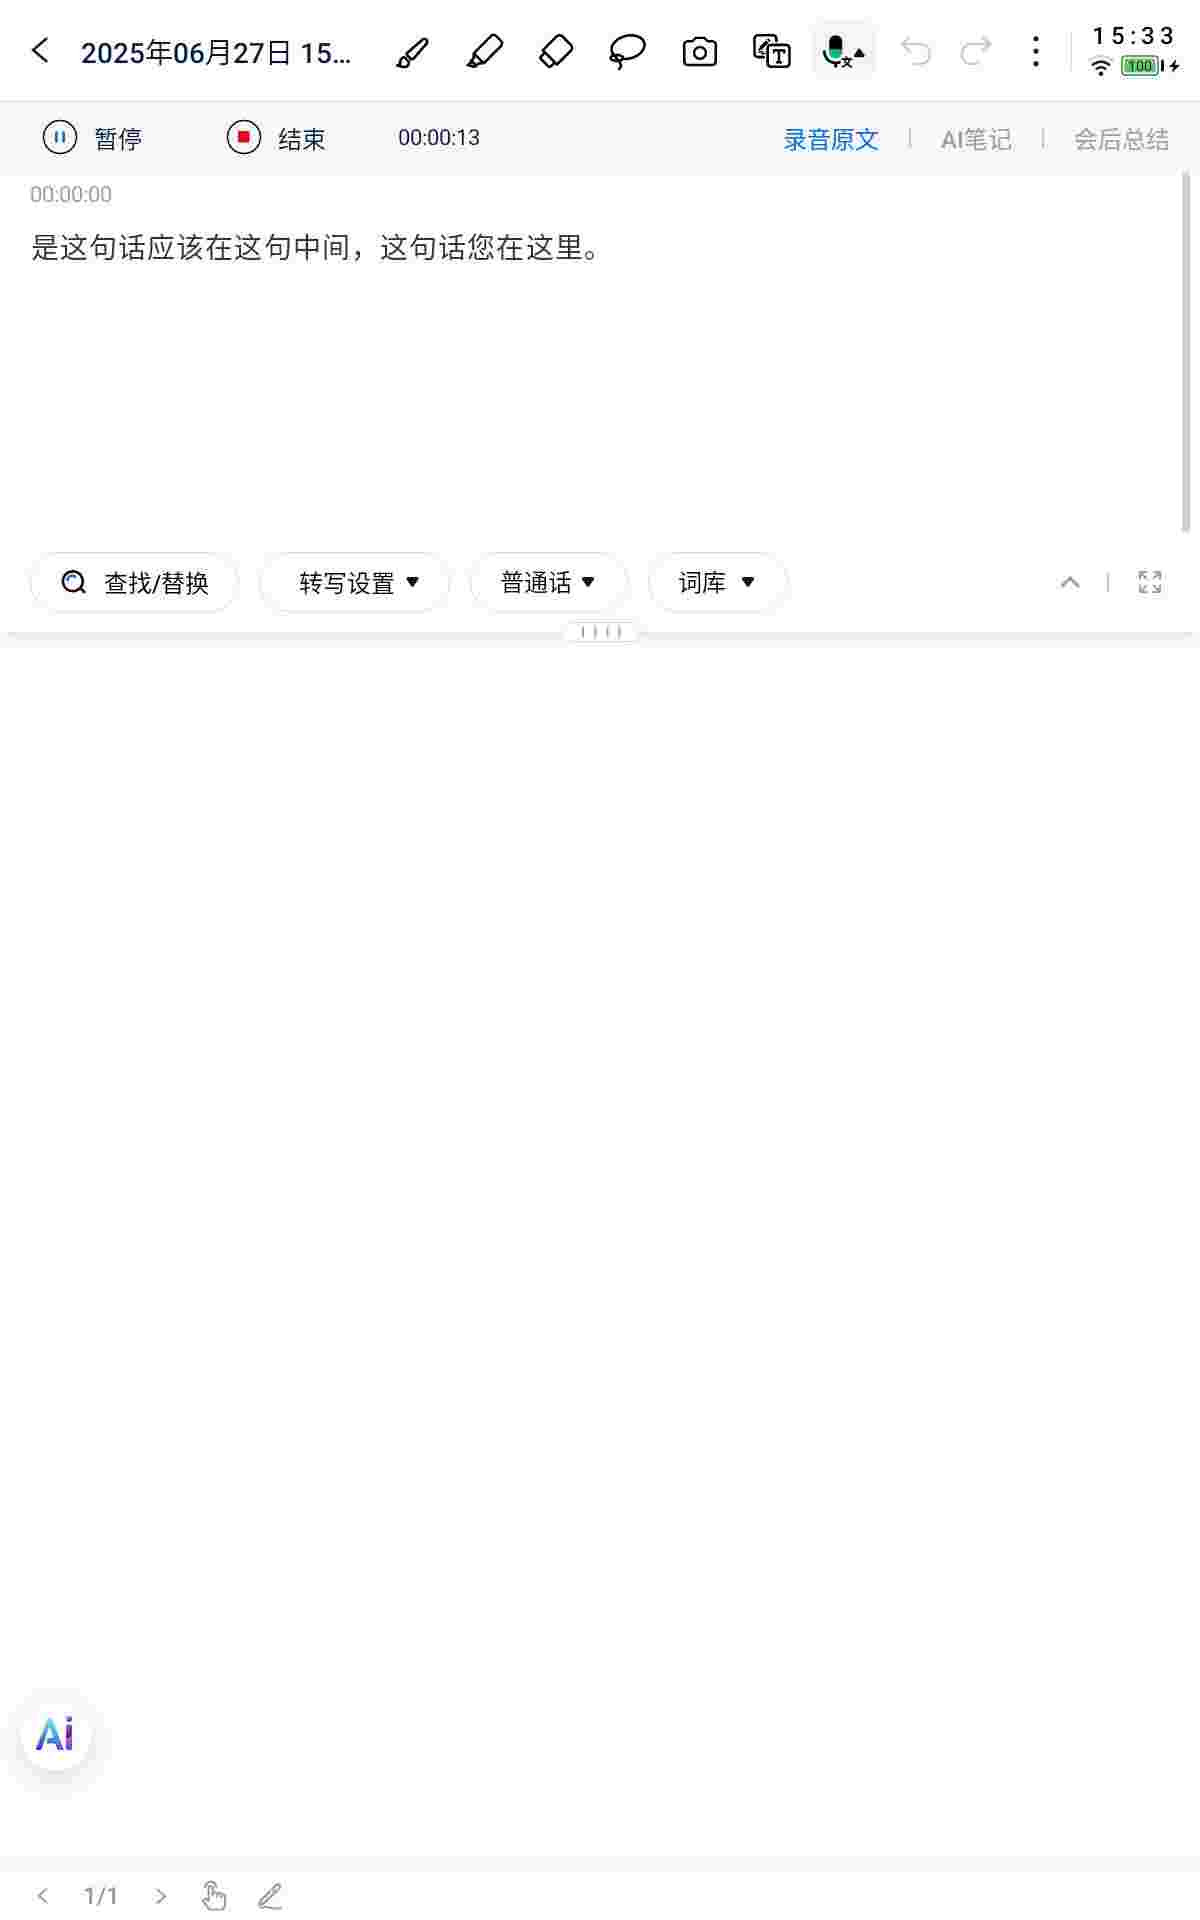 2025年06月27日 15...
15:33
100
暂停 结束 00:00:13 录音原文 AI笔记 会后总结
00:00:00
是这句话应该在这句中间，这句话您在这里。
查找/替换 转写设置 普通话 词库
Ai
1/1